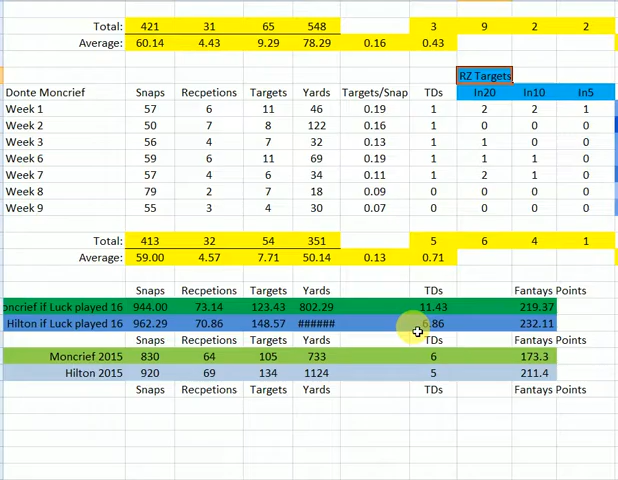 Total: 421 31 65 548 3 9 2 2
Average: 60.14 4.43 9.29 78.29 0.16 0.43
RZ Targets
Donte Moncrief Snaps Recpetions Targets Yards Targets/Snap TDs In20 In10 In5
Week 1 57 6 11 46 0.19 1 2 2 1
Week 2 50 7 8 122 0.16 1 0 0 0
Week 3 56 4 7 32 0.13 1 1 0 0
Week 6 59 6 11 69 0.19 1 1 1 0
Week 7 57 4 6 34 0.11 1 2 1 0
Week 8 79 2 7 18 0.09 0 0 0 0
Week 9 55 3 4 30 0.07 0 0 0 0
Total: 413 32 54 351 5 6 4 1
Average: 59.00 4.57 7.71 50.14 0.13 0.71
Snaps Recpetions Targets Yards TDs Fantays Points
oncrief if Luck played 16 944.00 73.14 123.43 802.29 11.43 219.37
Hilton if Luck played 16 962.29 70.86 148.57 ###### 6.86 232.11
Snaps Recpetions Targets Yards TDs Fantays Points
Moncrief 2015 830 64 105 733 6 173.3
Hilton 2015 920 69 134 1124 5 211.4
Snaps Recpetions Targets Yards TDs Fantays Points